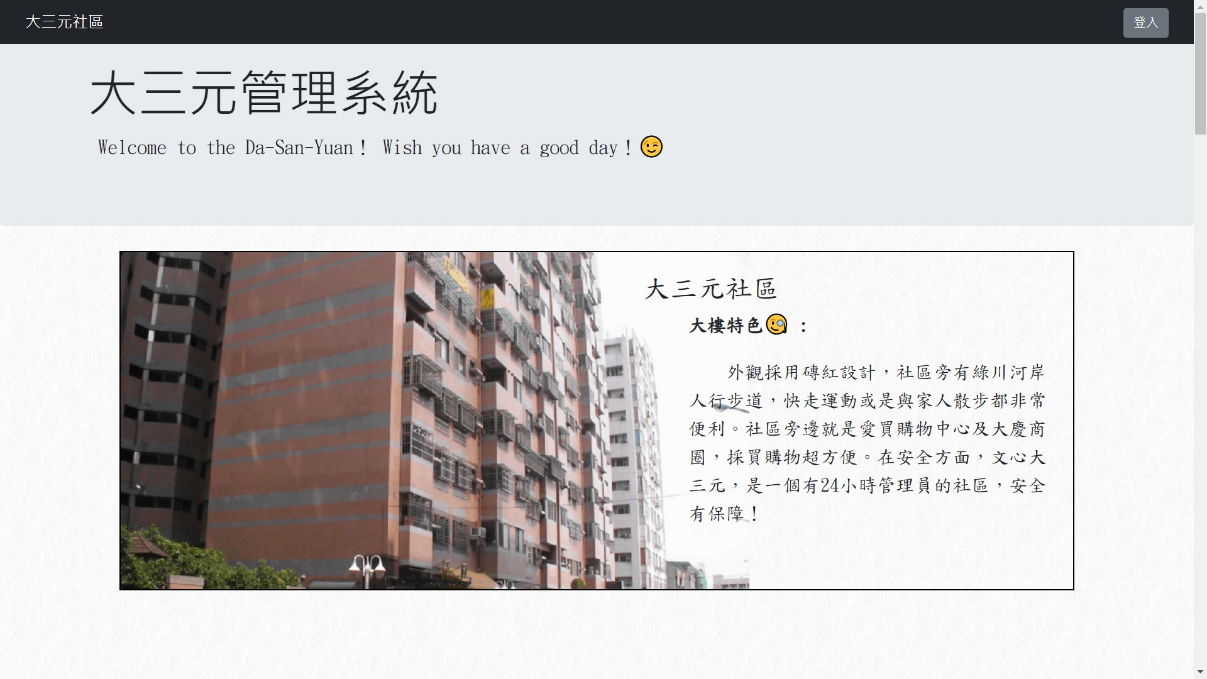 大三元社區
登入
大三元管理系統
Welcome to the Da-San-Yuan！ Wish you have a good day！😉
大三元社區
大樓特色🧐 :
外觀採用磚紅設計，社區旁有綠川河岸
人行步道，快走運動或是與家人散步都非常
便利。社區旁邊就是愛買購物中心及大慶商
圈，採買購物超方便。在安全方面，文心大
三元，是一個有24小時管理員的社區，安全
有保障！